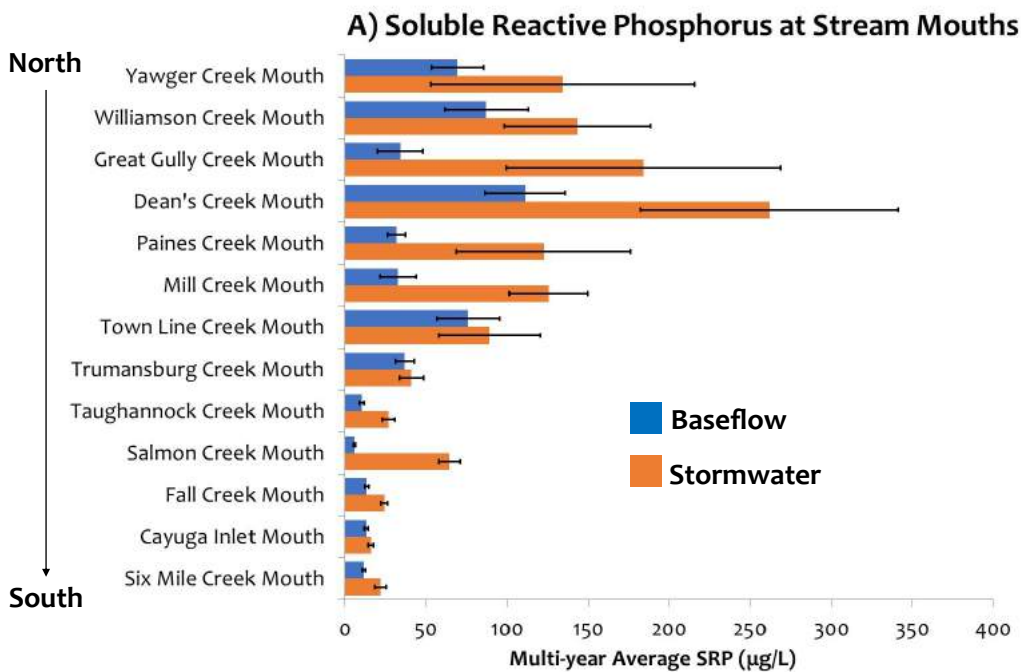 A) Soluble Reactive Phosphorus at Stream Mouths
North
Yawger Creek Mouth
Williamson Creek Mouth
Great Gully Creek Mouth
Dean's Creek Mouth
Paines Creek Mouth
Mill Creek Mouth
Town Line Creek Mouth
Trumansburg Creek Mouth
Taughannock Creek Mouth
Salmon Creek Mouth
Fall Creek Mouth
Cayuga Inlet Mouth
Six Mile Creek Mouth
South
Baseflow
Stormwater
0 50 100 150 200 250 300 350 400
Multi-year Average SRP (µg/L)